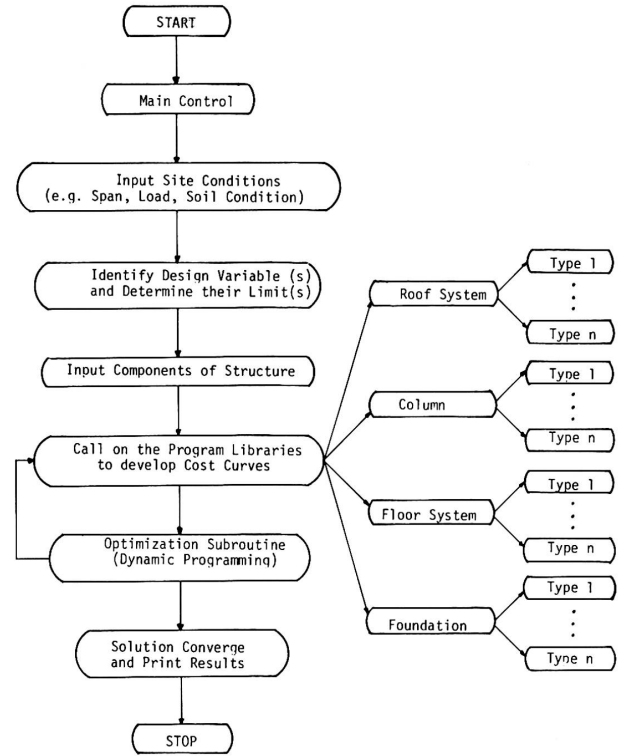 START
Main Control
Input Site Conditions
(e.g. Span, Load, Soil Condition)
Identify Design Variable (s)
and Determine their Limit(s)
Input Components of Structure
Call on the Program Libraries
to develop Cost Curves
Optimization Subroutine
(Dynamic Programming)
Solution Converge
and Print Results
STOP
Roof System
Type 1
Type n
Column
Type 1
Type n
Floor System
Type 1
Type n
Foundation
Type 1
Type n